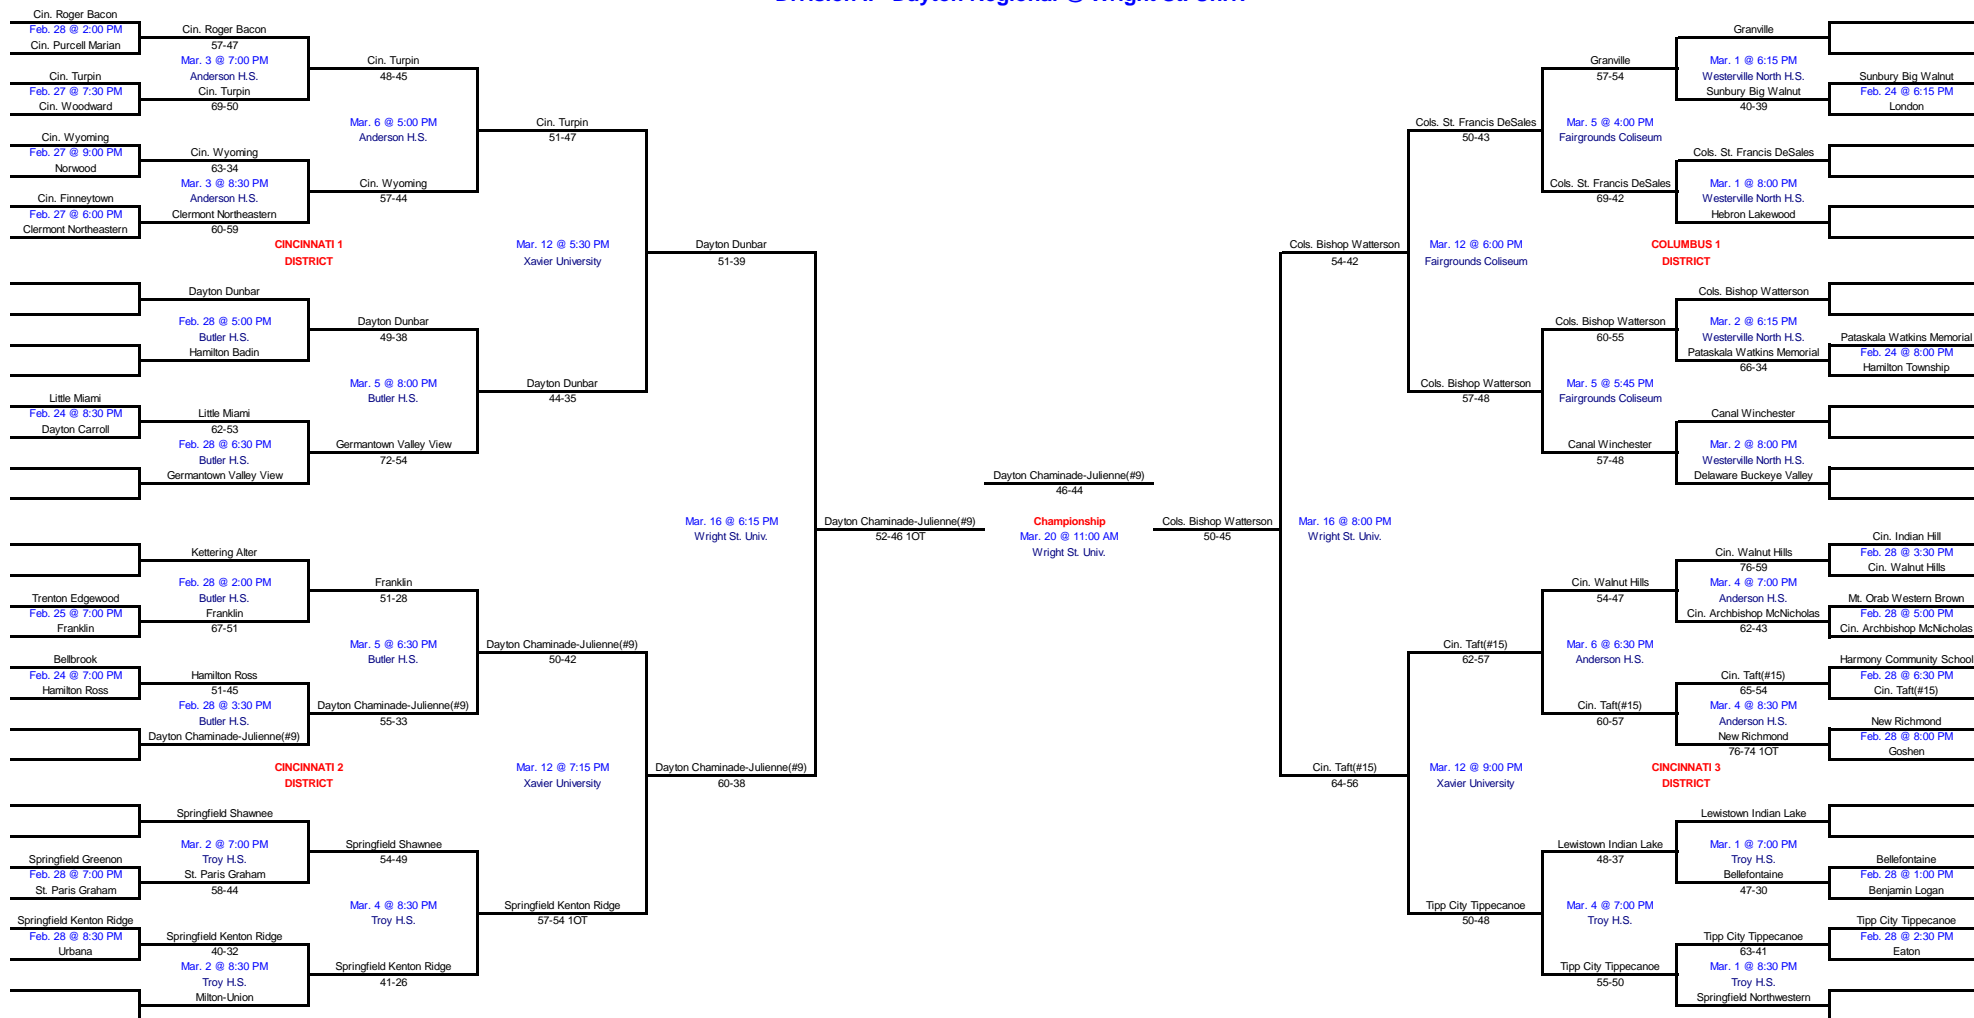 Division II - Dayton Regional @ Wright St. Univ.
Cin. Roger Bacon
Feb. 28 @ 2:00 PM
Cin. Purcell Marian
Cin. Turpin
Feb. 27 @ 7:30 PM
Cin. Woodward
Cin. Wyoming
Feb. 27 @ 9:00 PM
Norwood
Cin. Finneytown
Feb. 27 @ 6:00 PM
Clermont Northeastern
Little Miami
Feb. 24 @ 8:30 PM
Dayton Carroll
Trenton Edgewood
Feb. 25 @ 7:00 PM
Franklin
Bellbrook
Feb. 24 @ 7:00 PM
Hamilton Ross
Springfield Greenon
Feb. 28 @ 7:00 PM
St. Paris Graham
Springfield Kenton Ridge
Feb. 28 @ 8:30 PM
Urbana
Cin. Roger Bacon
57-47
Mar. 3 @ 7:00 PM
Anderson H.S.
Cin. Turpin
69-50
Cin. Wyoming
63-34
Mar. 3 @ 8:30 PM
Anderson H.S.
Clermont Northeastern
60-59
CINCINNATI 1
DISTRICT
Dayton Dunbar
Feb. 28 @ 5:00 PM
Butler H.S.
Hamilton Badin
Little Miami
62-53
Feb. 28 @ 6:30 PM
Butler H.S.
Germantown Valley View
Kettering Alter
Feb. 28 @ 2:00 PM
Butler H.S.
Franklin
67-51
Hamilton Ross
51-45
Feb. 28 @ 3:30 PM
Butler H.S.
Dayton Chaminade-Julienne(#9)
CINCINNATI 2
DISTRICT
Springfield Shawnee
Mar. 2 @ 7:00 PM
Troy H.S.
St. Paris Graham
58-44
Springfield Kenton Ridge
40-32
Mar. 2 @ 8:30 PM
Troy H.S.
Milton-Union
Cin. Turpin
48-45
Mar. 6 @ 5:00 PM
Anderson H.S.
Cin. Wyoming
57-44
Dayton Dunbar
49-38
Mar. 5 @ 8:00 PM
Butler H.S.
Germantown Valley View
72-54
Franklin
51-28
Mar. 5 @ 6:30 PM
Butler H.S.
Dayton Chaminade-Julienne(#9)
55-33
Springfield Shawnee
54-49
Mar. 4 @ 8:30 PM
Troy H.S.
Springfield Kenton Ridge
41-26
Cin. Turpin
51-47
Mar. 12 @ 5:30 PM
Xavier University
Dayton Dunbar
44-35
Dayton Chaminade-Julienne(#9)
50-42
Mar. 12 @ 7:15 PM
Xavier University
Springfield Kenton Ridge
57-54 1OT
Dayton Dunbar
51-39
Mar. 16 @ 6:15 PM
Wright St. Univ.
Dayton Chaminade-Julienne(#9)
60-38
Dayton Chaminade-Julienne(#9)
52-46 1OT
Dayton Chaminade-Julienne(#9)
46-44
Championship
Mar. 20 @ 11:00 AM
Wright St. Univ.
Cols. Bishop Watterson
50-45
Cols. Bishop Watterson
54-42
Mar. 16 @ 8:00 PM
Wright St. Univ.
Cin. Taft(#15)
64-56
Cols. St. Francis DeSales
50-43
Mar. 12 @ 6:00 PM
Fairgrounds Coliseum
Cols. Bishop Watterson
57-48
Cin. Taft(#15)
62-57
Mar. 12 @ 9:00 PM
Xavier University
Tipp City Tippecanoe
50-48
Granville
57-54
Mar. 5 @ 4:00 PM
Fairgrounds Coliseum
Cols. St. Francis DeSales
69-42
Cols. Bishop Watterson
60-55
Mar. 5 @ 5:45 PM
Fairgrounds Coliseum
Canal Winchester
57-48
Cin. Walnut Hills
54-47
Mar. 6 @ 6:30 PM
Anderson H.S.
Cin. Taft(#15)
60-57
Lewistown Indian Lake
48-37
Mar. 4 @ 7:00 PM
Troy H.S.
Tipp City Tippecanoe
55-50
Granville
Mar. 1 @ 6:15 PM
Westerville North H.S.
Sunbury Big Walnut
40-39
Cols. St. Francis DeSales
Mar. 1 @ 8:00 PM
Westerville North H.S.
Hebron Lakewood
COLUMBUS 1
DISTRICT
Cols. Bishop Watterson
Mar. 2 @ 6:15 PM
Westerville North H.S.
Pataskala Watkins Memorial
66-34
Canal Winchester
Mar. 2 @ 8:00 PM
Westerville North H.S.
Delaware Buckeye Valley
Cin. Walnut Hills
76-59
Mar. 4 @ 7:00 PM
Anderson H.S.
Cin. Archbishop McNicholas
62-43
Cin. Taft(#15)
65-54
Mar. 4 @ 8:30 PM
Anderson H.S.
New Richmond
76-74 1OT
CINCINNATI 3
DISTRICT
Lewistown Indian Lake
Mar. 1 @ 7:00 PM
Troy H.S.
Bellefontaine
47-30
Tipp City Tippecanoe
63-41
Mar. 1 @ 8:30 PM
Troy H.S.
Springfield Northwestern
Sunbury Big Walnut
Feb. 24 @ 6:15 PM
London
Pataskala Watkins Memorial
Feb. 24 @ 8:00 PM
Hamilton Township
Cin. Indian Hill
Feb. 28 @ 3:30 PM
Cin. Walnut Hills
Mt. Orab Western Brown
Feb. 28 @ 5:00 PM
Cin. Archbishop McNicholas
Harmony Community School
Feb. 28 @ 6:30 PM
Cin. Taft(#15)
New Richmond
Feb. 28 @ 8:00 PM
Goshen
Bellefontaine
Feb. 28 @ 1:00 PM
Benjamin Logan
Tipp City Tippecanoe
Feb. 28 @ 2:30 PM
Eaton